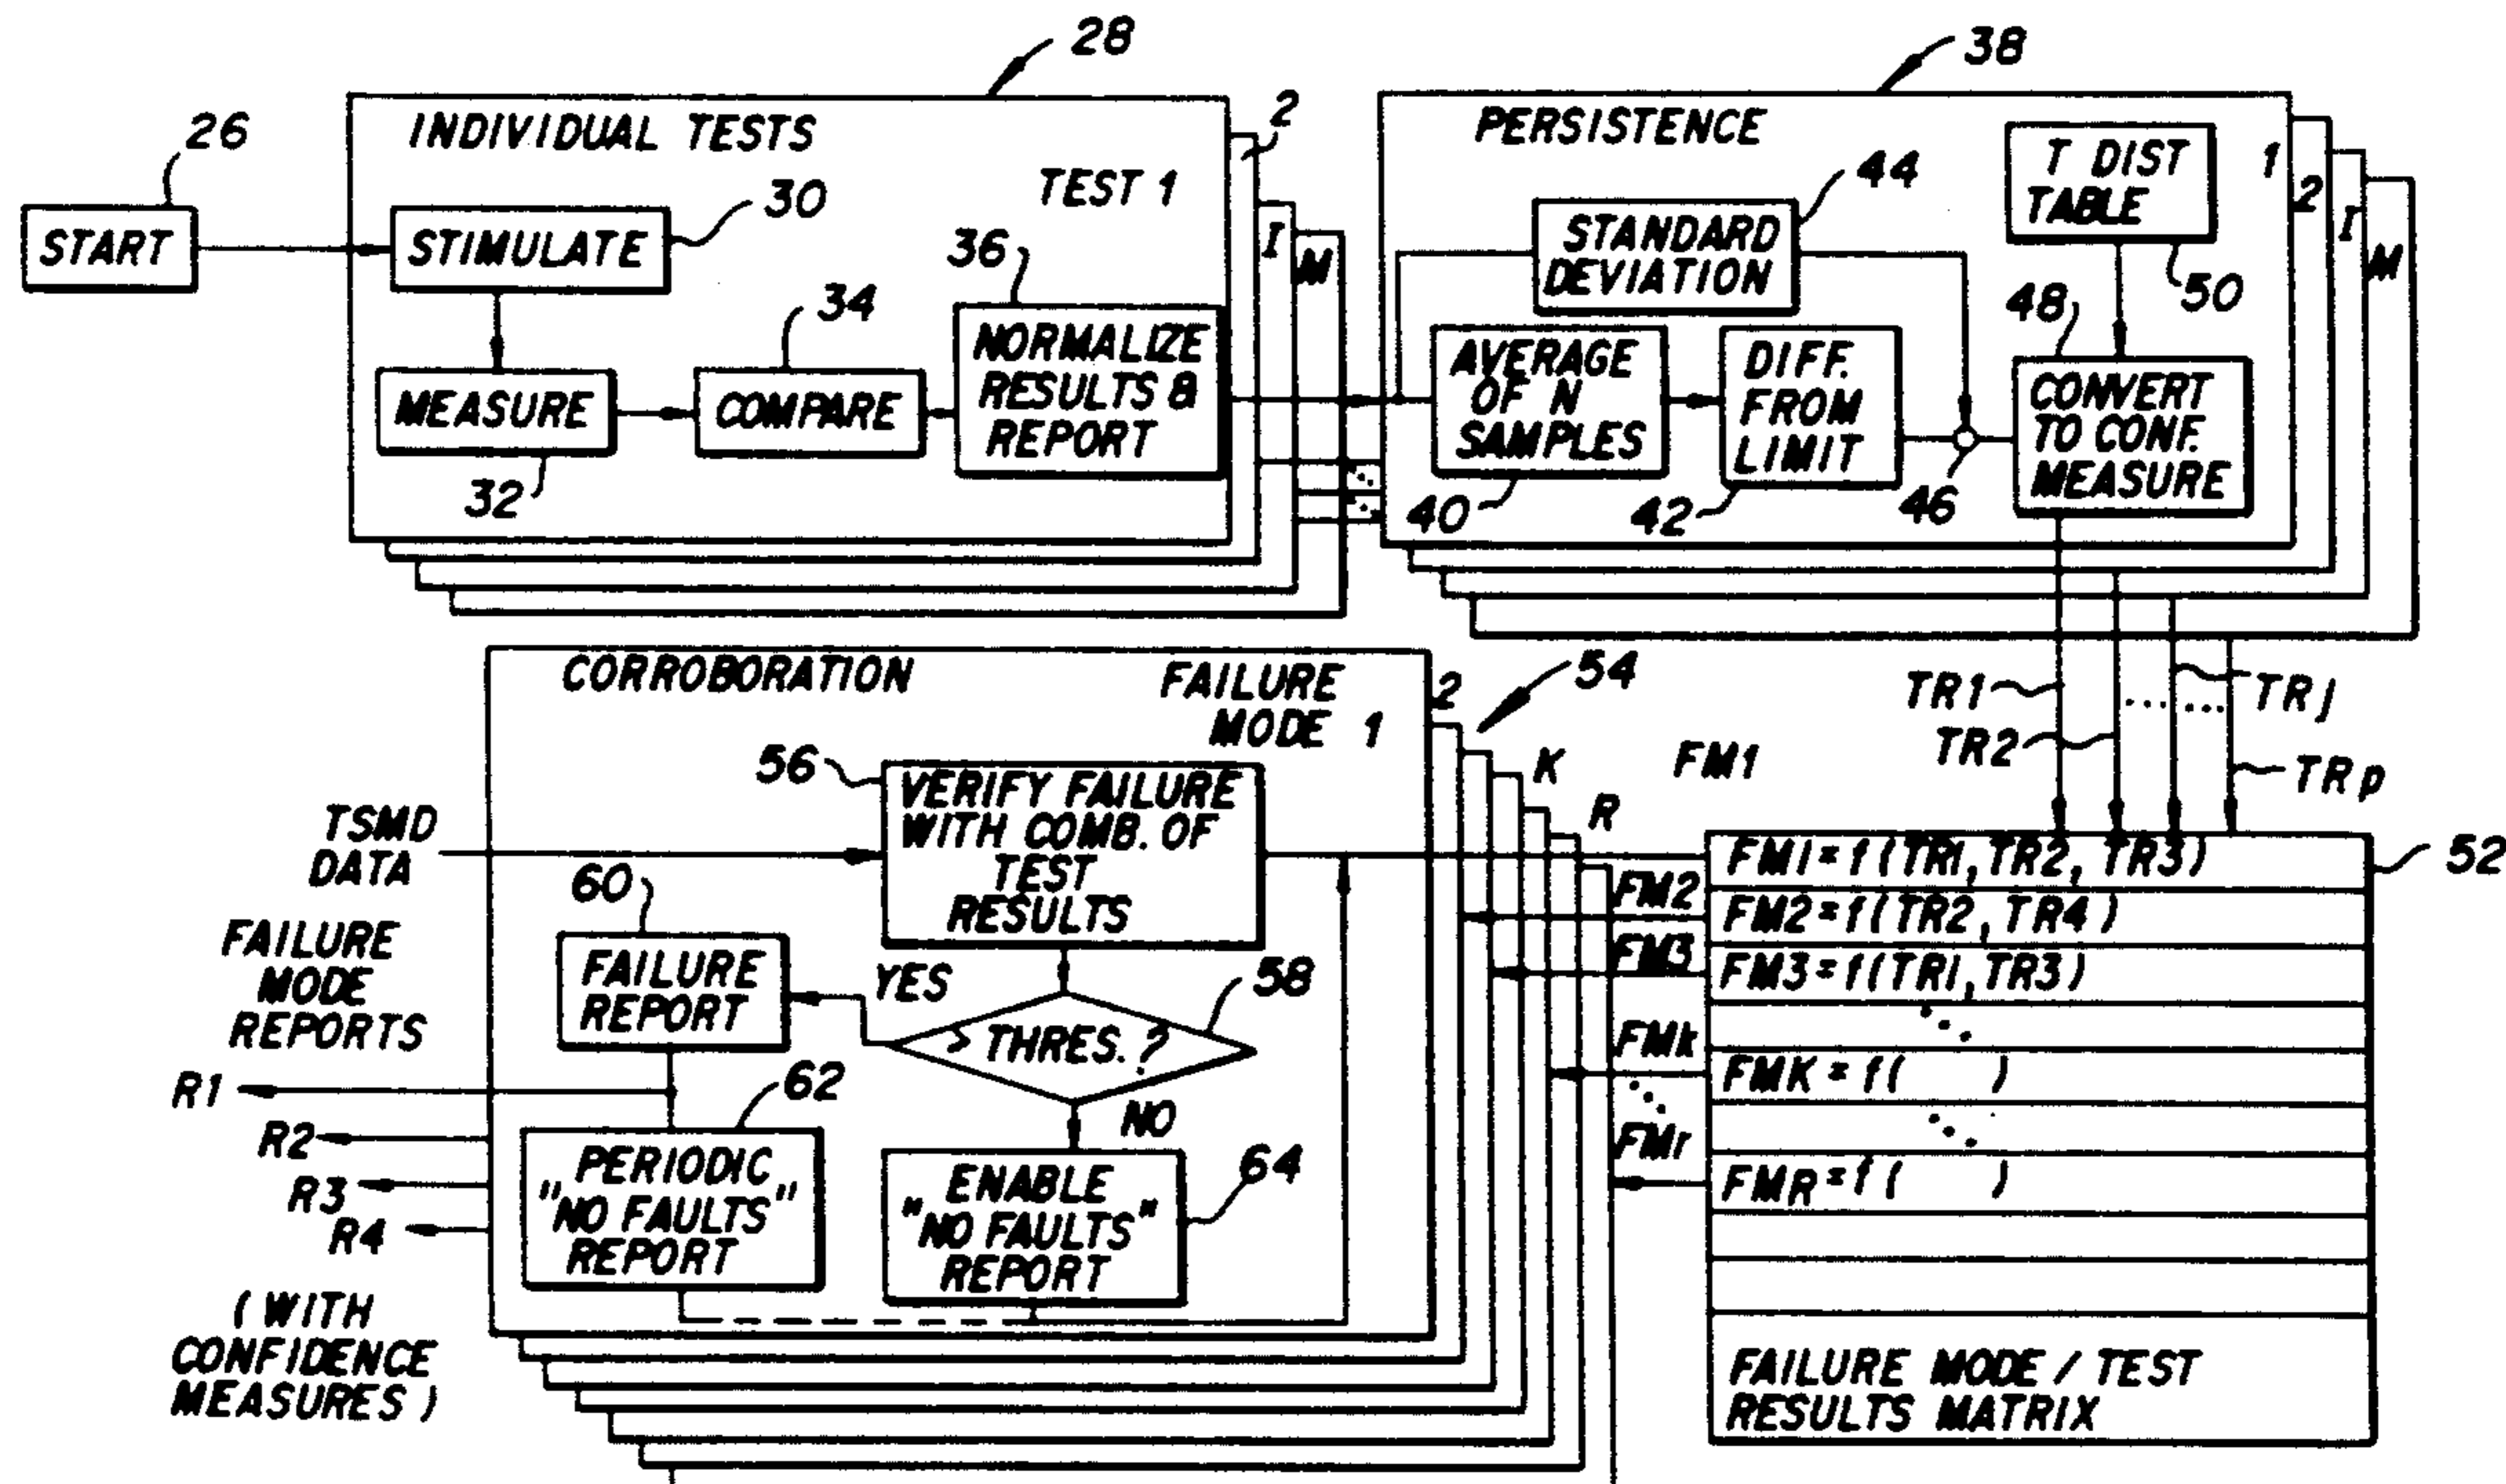 28
INDIVIDUAL TESTS
TEST 1
2
I
M
26
START
STIMULATE
30
MEASURE
32
COMPARE
34
36
NORMALIZE
RESULTS &
REPORT
38
PERSISTENCE
1
2
I
M
STANDARD
DEVIATION
44
T DIST
TABLE
50
AVERAGE
OF N
SAMPLES
40
DIFF.
FROM
LIMIT
42
46
48
CONVERT
TO CONF.
MEASURE
TR1
TR2
TRj
TRp
CORROBORATION
FAILURE
MODE 1
2
54
K
R
56
VERIFY FAILURE
WITH COMB. OF
TEST
RESULTS
TSMD
DATA
60
FAILURE
REPORT
YES
> THRES. ?
58
NO
62
PERIODIC
"NO FAULTS"
REPORT
ENABLE
"NO FAULTS"
REPORT
64
FAILURE
MODE
REPORTS
R1
R2
R3
R4
(WITH
CONFIDENCE
MEASURES)
FM1
FM2
FM3
FMk
FMr
52
FM1=f(TR1,TR2, TR3)
FM2=f(TR2,TR4)
FM3=f(TR1,TR3)
FMK=f( )
FMR=f( )
FAILURE MODE / TEST
RESULTS MATRIX